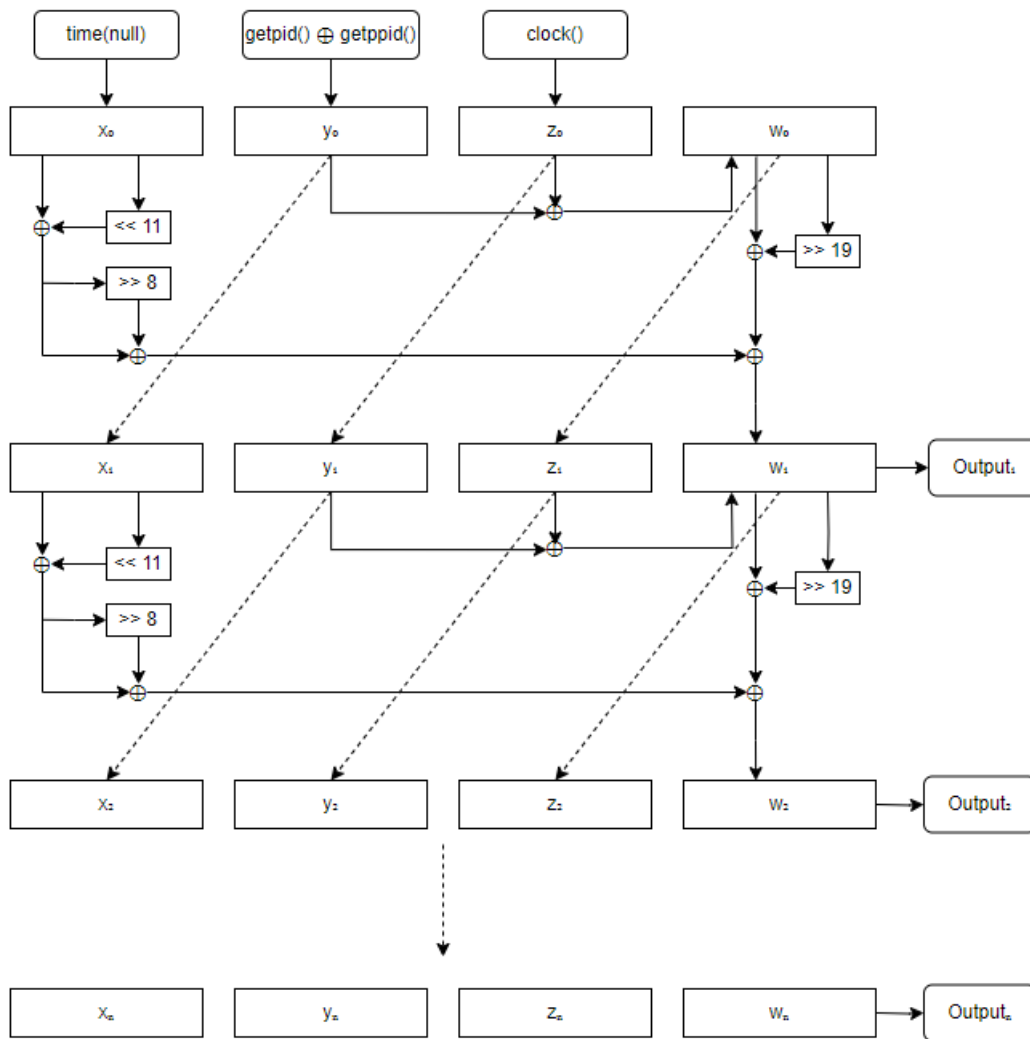 time(null)
getpid() ⊕ getppid()
clock()
x₀
y₀
z₀
w₀
<< 11
>> 19
>> 8
x₁
y₁
z₁
w₁
Output₁
<< 11
>> 19
>> 8
x₂
y₂
z₂
w₂
Output₂
xₙ
yₙ
zₙ
wₙ
Outputₙ